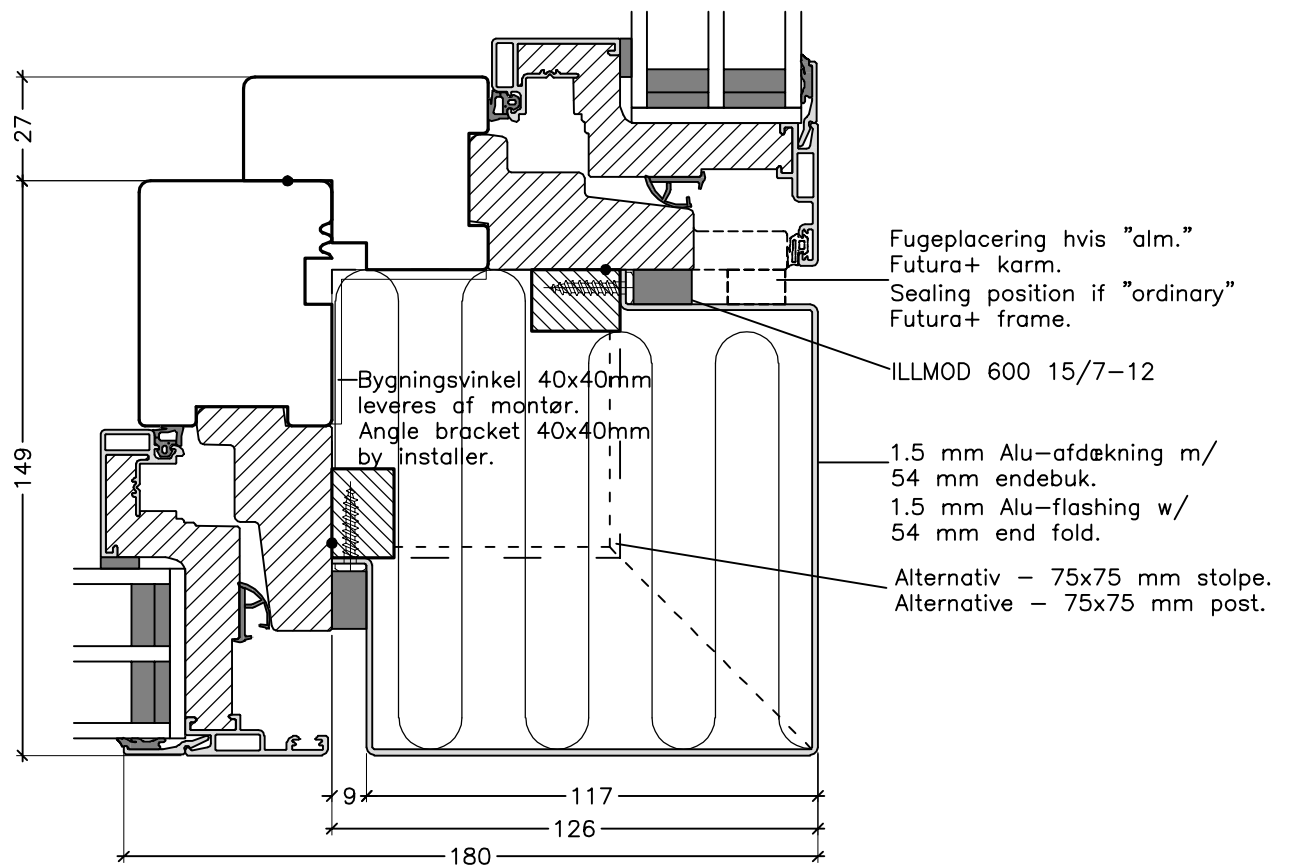 27
149
Fugeplacering hvis ”alm.”
Futura+ karm.
Sealing position if ”ordinary”
Futura+ frame.
ILLMOD 600 15/7–12
Bygningsvinkel 40x40mm
leveres af montør.
Angle bracket 40x40mm
by installer.
1.5 mm Alu–afdækning m/
54 mm endebuk.
1.5 mm Alu–flashing w/
54 mm end fold.
Alternativ – 75x75 mm stolpe.
Alternative – 75x75 mm post.
9
117
126
180